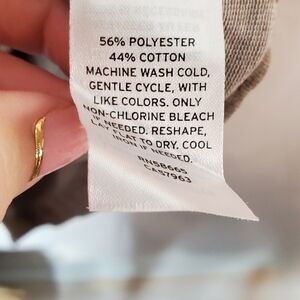 56% POLYESTER
44% COTTON
MACHINE WASH COLD,
GENTLE CYCLE, WITH
LIKE COLORS. ONLY
NON-CHLORINE BLEACH
IF NEEDED. RESHAPE,
LAY FLAT TO DRY. COOL
IRON IF NEEDED.
RN58665
CA57963